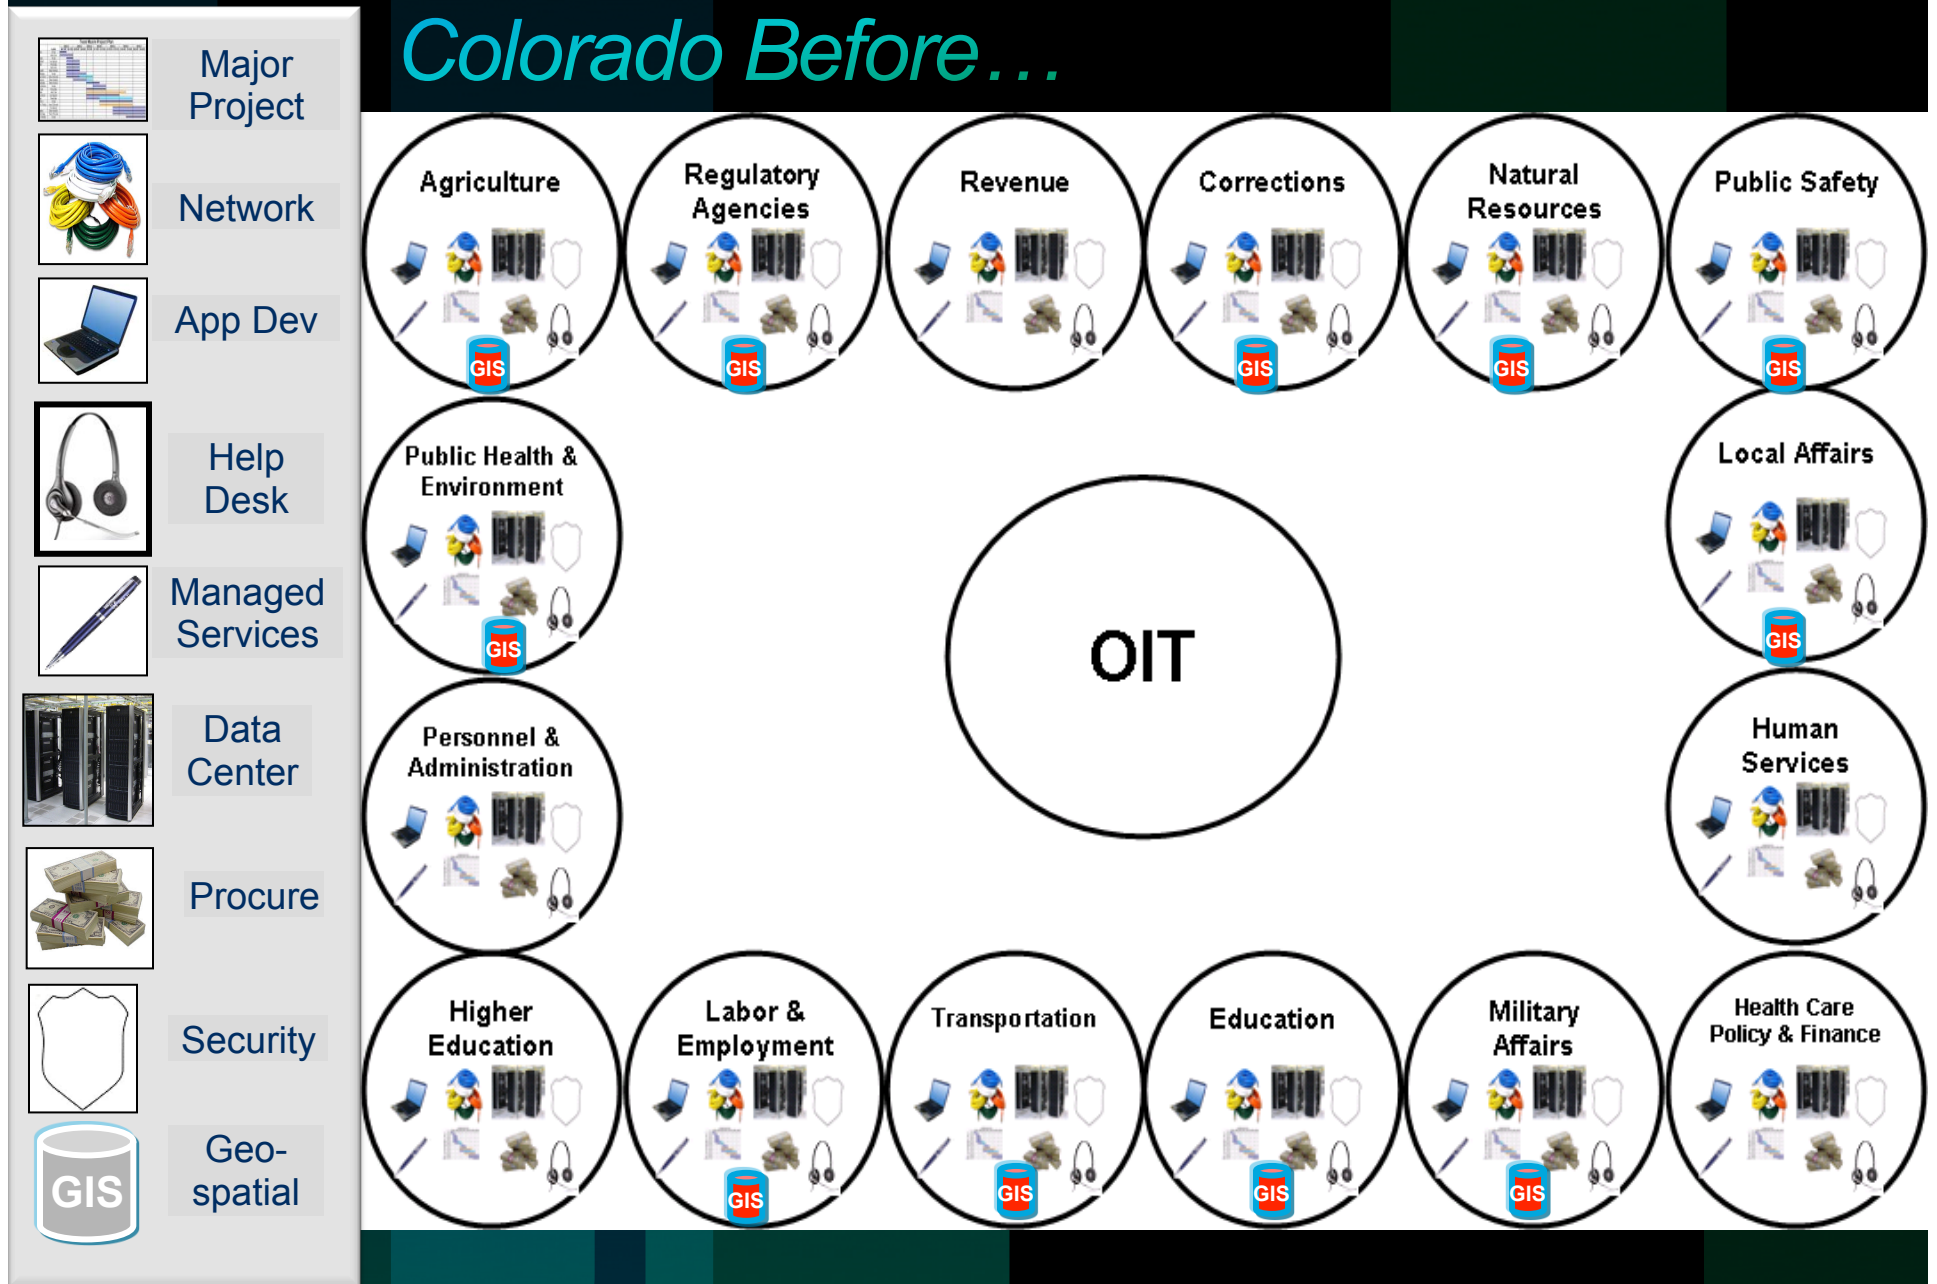 Colorado Before…
Major
Project
Network
App Dev
Help
Desk
Managed
Services
Data
Center
Procure
Security
GIS
Geo-
spatial
Agriculture
GIS
Regulatory
Agencies
GIS
Revenue
Corrections
GIS
Natural
Resources
GIS
Public Safety
GIS
Public Health &
Environment
GIS
Local Affairs
GIS
OIT
Personnel &
Administration
Human
Services
Higher
Education
Labor &
Employment
GIS
Transportation
GIS
Education
GIS
Military
Affairs
GIS
Health Care
Policy & Finance